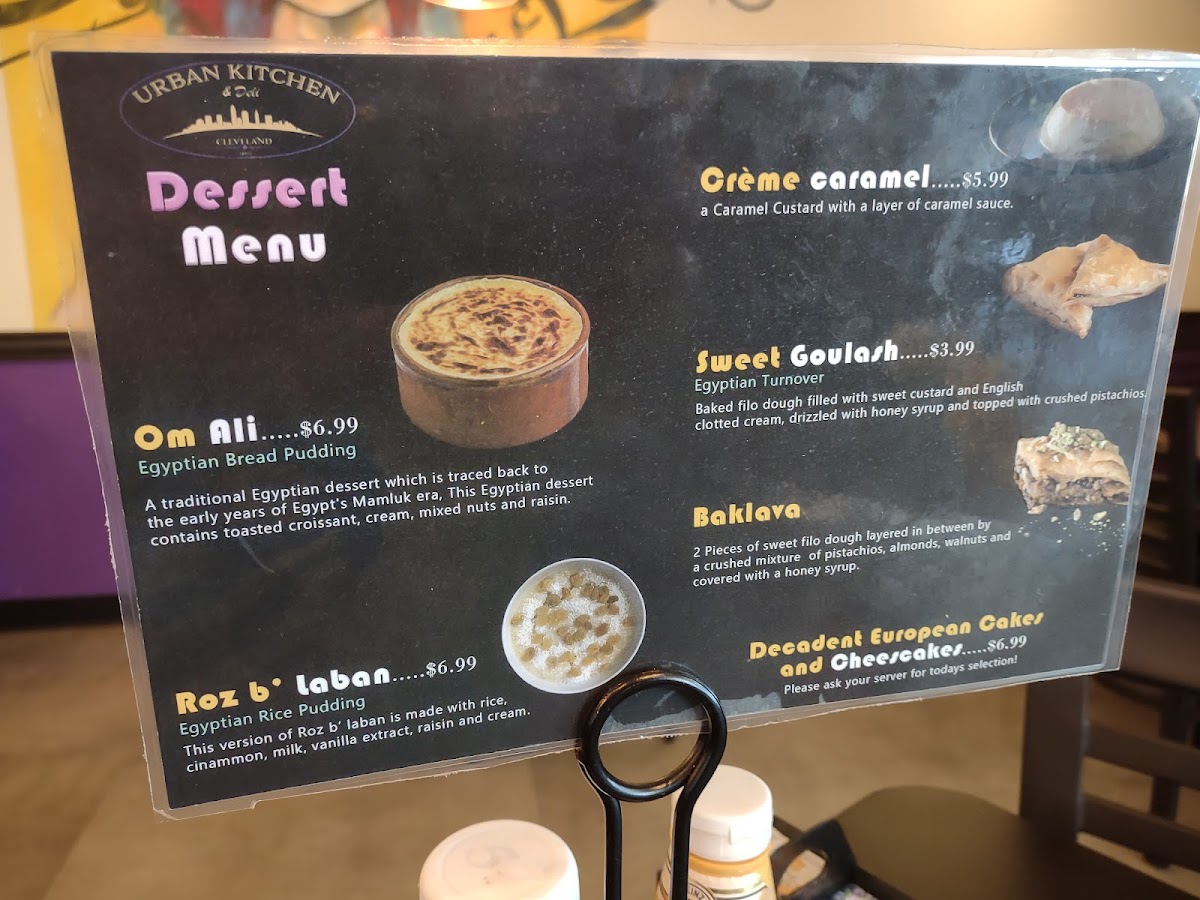 URBAN KITCHEN
& Deli
CLEVELAND
Dessert
Menu
Om Ali.....$6.99
Egyptian Bread Pudding
A traditional Egyptian dessert which is traced back to
the early years of Egypt's Mamluk era, This Egyptian dessert
contains toasted croissant, cream, mixed nuts and raisin.
Roz b' laban.....$6.99
Egyptian Rice Pudding
This version of Roz b' laban is made with rice,
cinammon, milk, vanilla extract, raisin and cream.
Crème caramel.....$5.99
a Caramel Custard with a layer of caramel sauce.
Sweet Goulash.....$3.99
Egyptian Turnover
Baked filo dough filled with sweet custard and English
clotted cream, drizzled with honey syrup and topped with crushed pistachios.
Baklava
2 Pieces of sweet filo dough layered in between by
a crushed mixture of pistachios, almonds, walnuts and
covered with a honey syrup.
Decadent European Cakes
and Cheescakes.....$6.99
Please ask your server for todays selection!